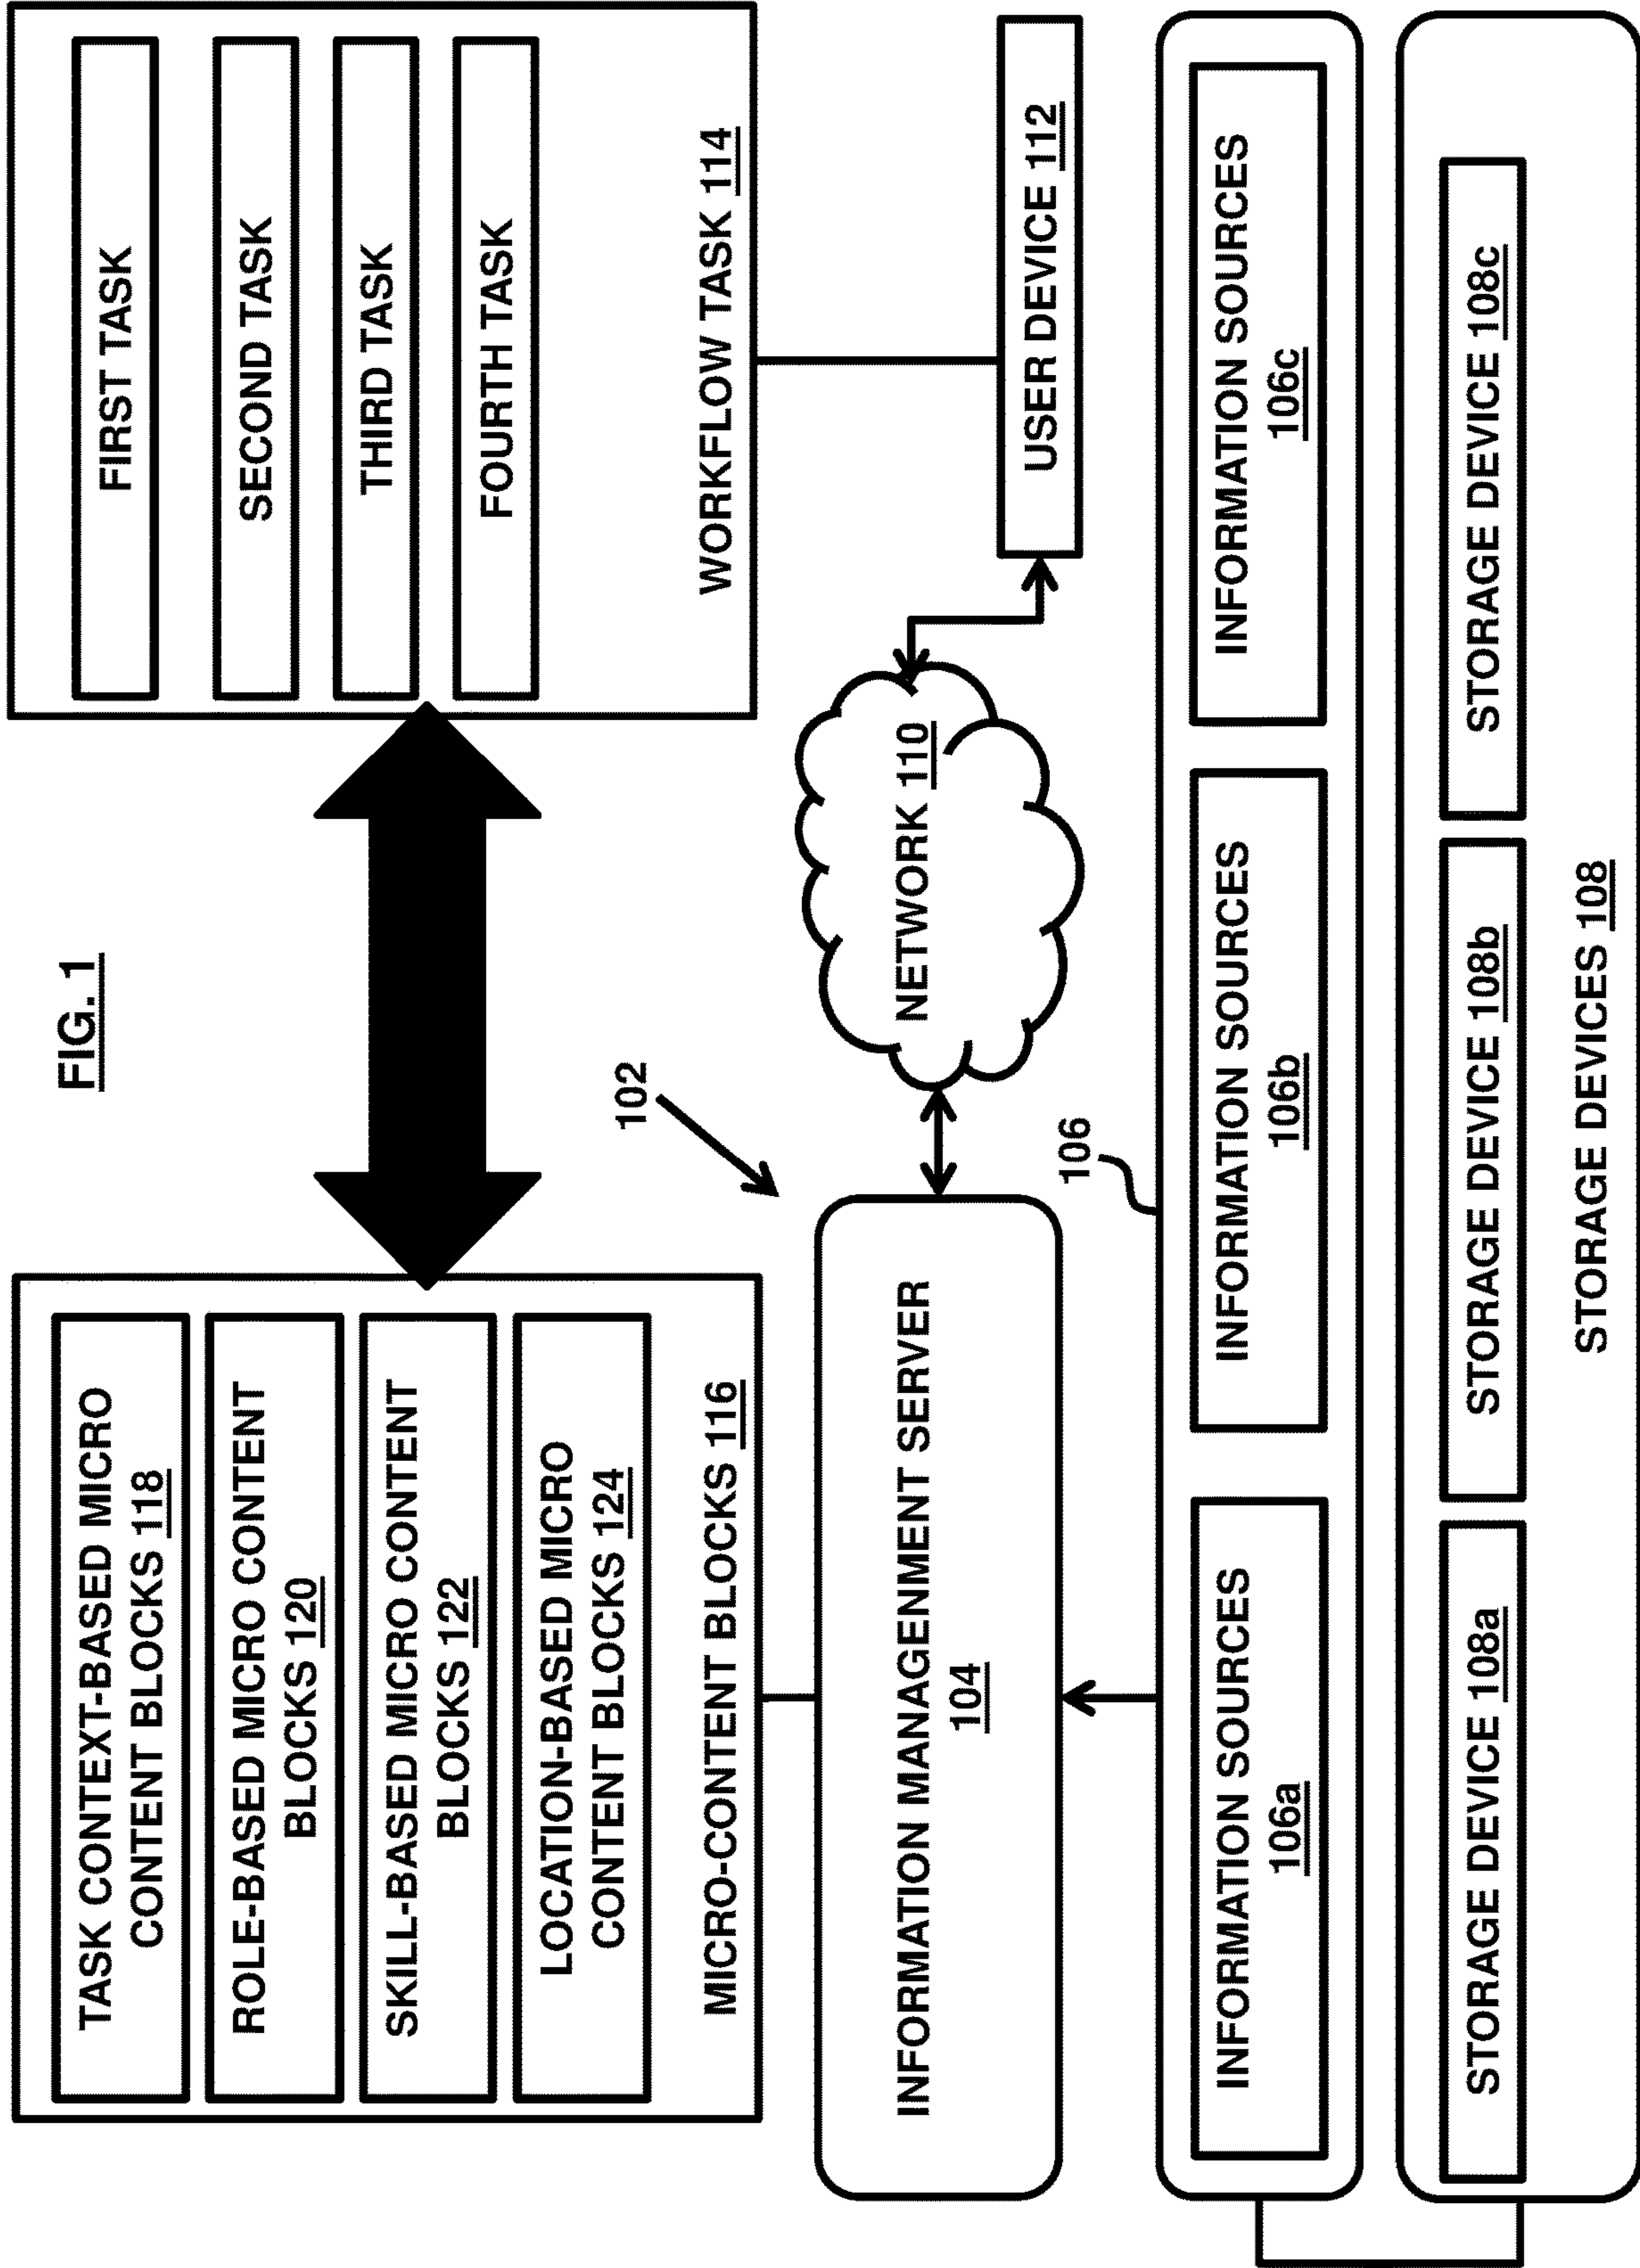 FIG. 1
TASK CONTEXT-BASED MICRO
CONTENT BLOCKS 118
ROLE-BASED MICRO CONTENT
BLOCKS 120
SKILL-BASED MICRO CONTENT
BLOCKS 122
LOCATION-BASED MICRO
CONTENT BLOCKS 124
MICRO-CONTENT BLOCKS 116
FIRST TASK
SECOND TASK
THIRD TASK
FOURTH TASK
WORKFLOW TASK 114
102
INFORMATION MANAGENMENT SERVER
104
NETWORK 110
USER DEVICE 112
106
INFORMATION SOURCES
106a
INFORMATION SOURCES
106b
INFORMATION SOURCES
106c
STORAGE DEVICE 108a
STORAGE DEVICE 108b
STORAGE DEVICE 108c
STORAGE DEVICES 108